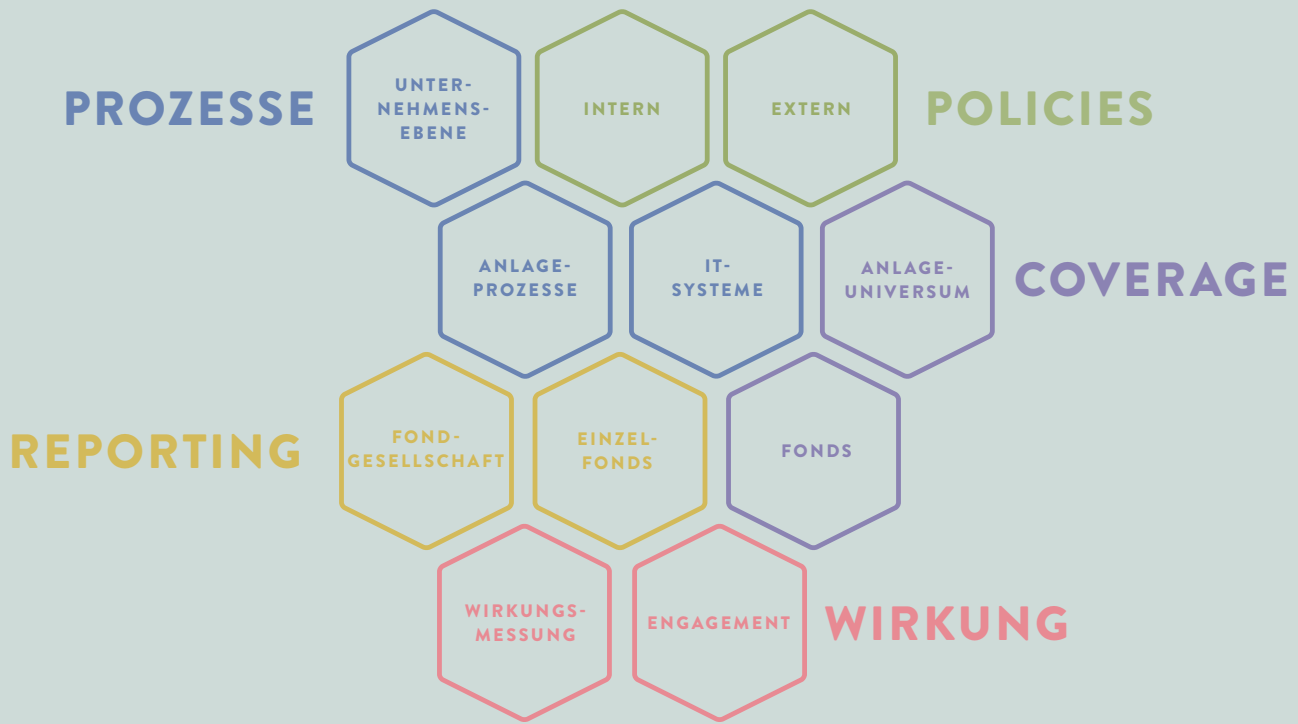 PROZESSE
UNTER-
NEHMENS-
EBENE
INTERN
EXTERN
POLICIES
ANLAGE-
PROZESSE
IT-
SYSTEME
ANLAGE-
UNIVERSUM
COVERAGE
REPORTING
FOND-
GESELLSCHAFT
EINZEL-
FONDS
FONDS
WIRKUNGS-
MESSUNG
ENGAGEMENT
WIRKUNG